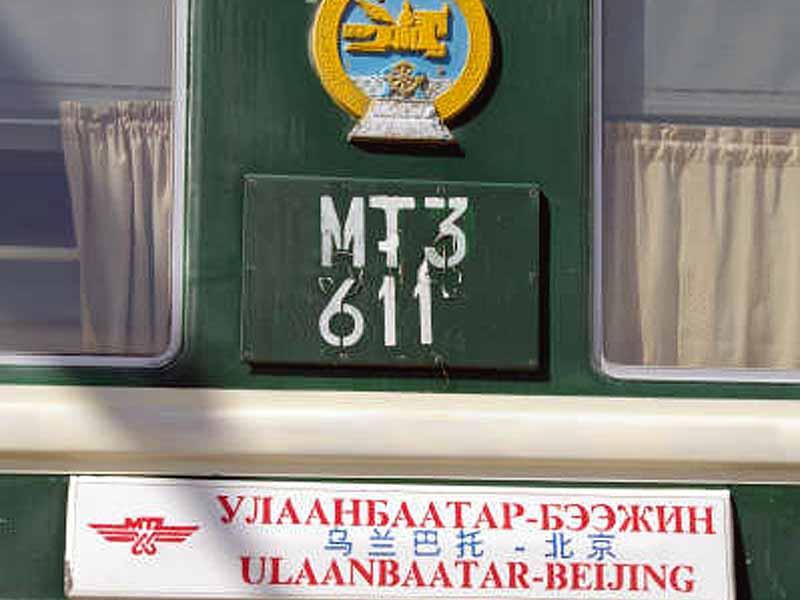 МТЗ
611
МТЗ
УЛААНБААТАР-БЭЭЖИН
乌兰巴托 - 北京
ULAANBAATAR-BEIJING